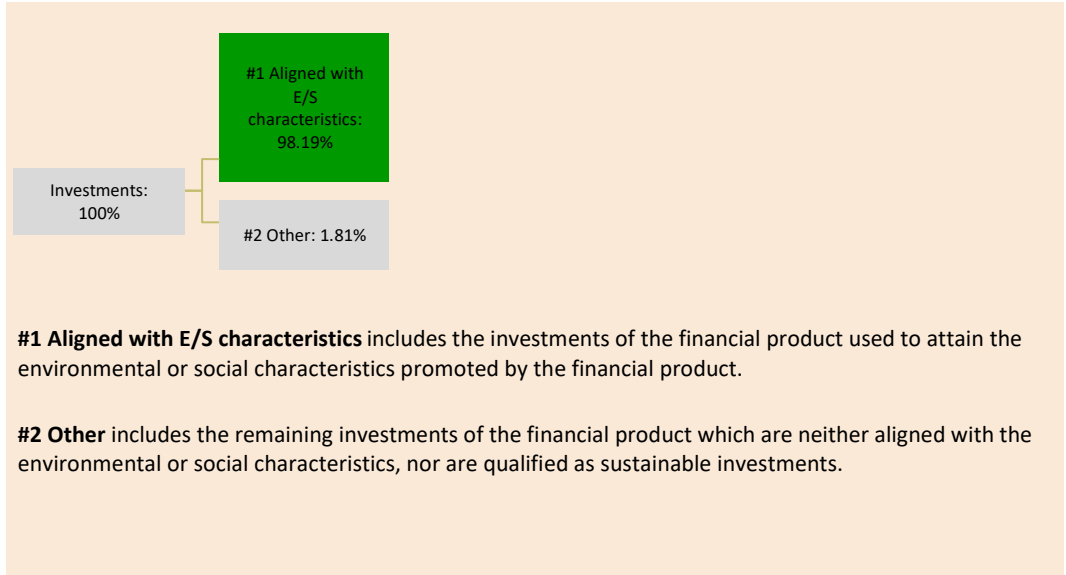 #1 Aligned with
E/S
characteristics:
98.19%
Investments:
100%
#2 Other: 1.81%
#1 Aligned with E/S characteristics includes the investments of the financial product used to attain the
environmental or social characteristics promoted by the financial product.
#2 Other includes the remaining investments of the financial product which are neither aligned with the
environmental or social characteristics, nor are qualified as sustainable investments.